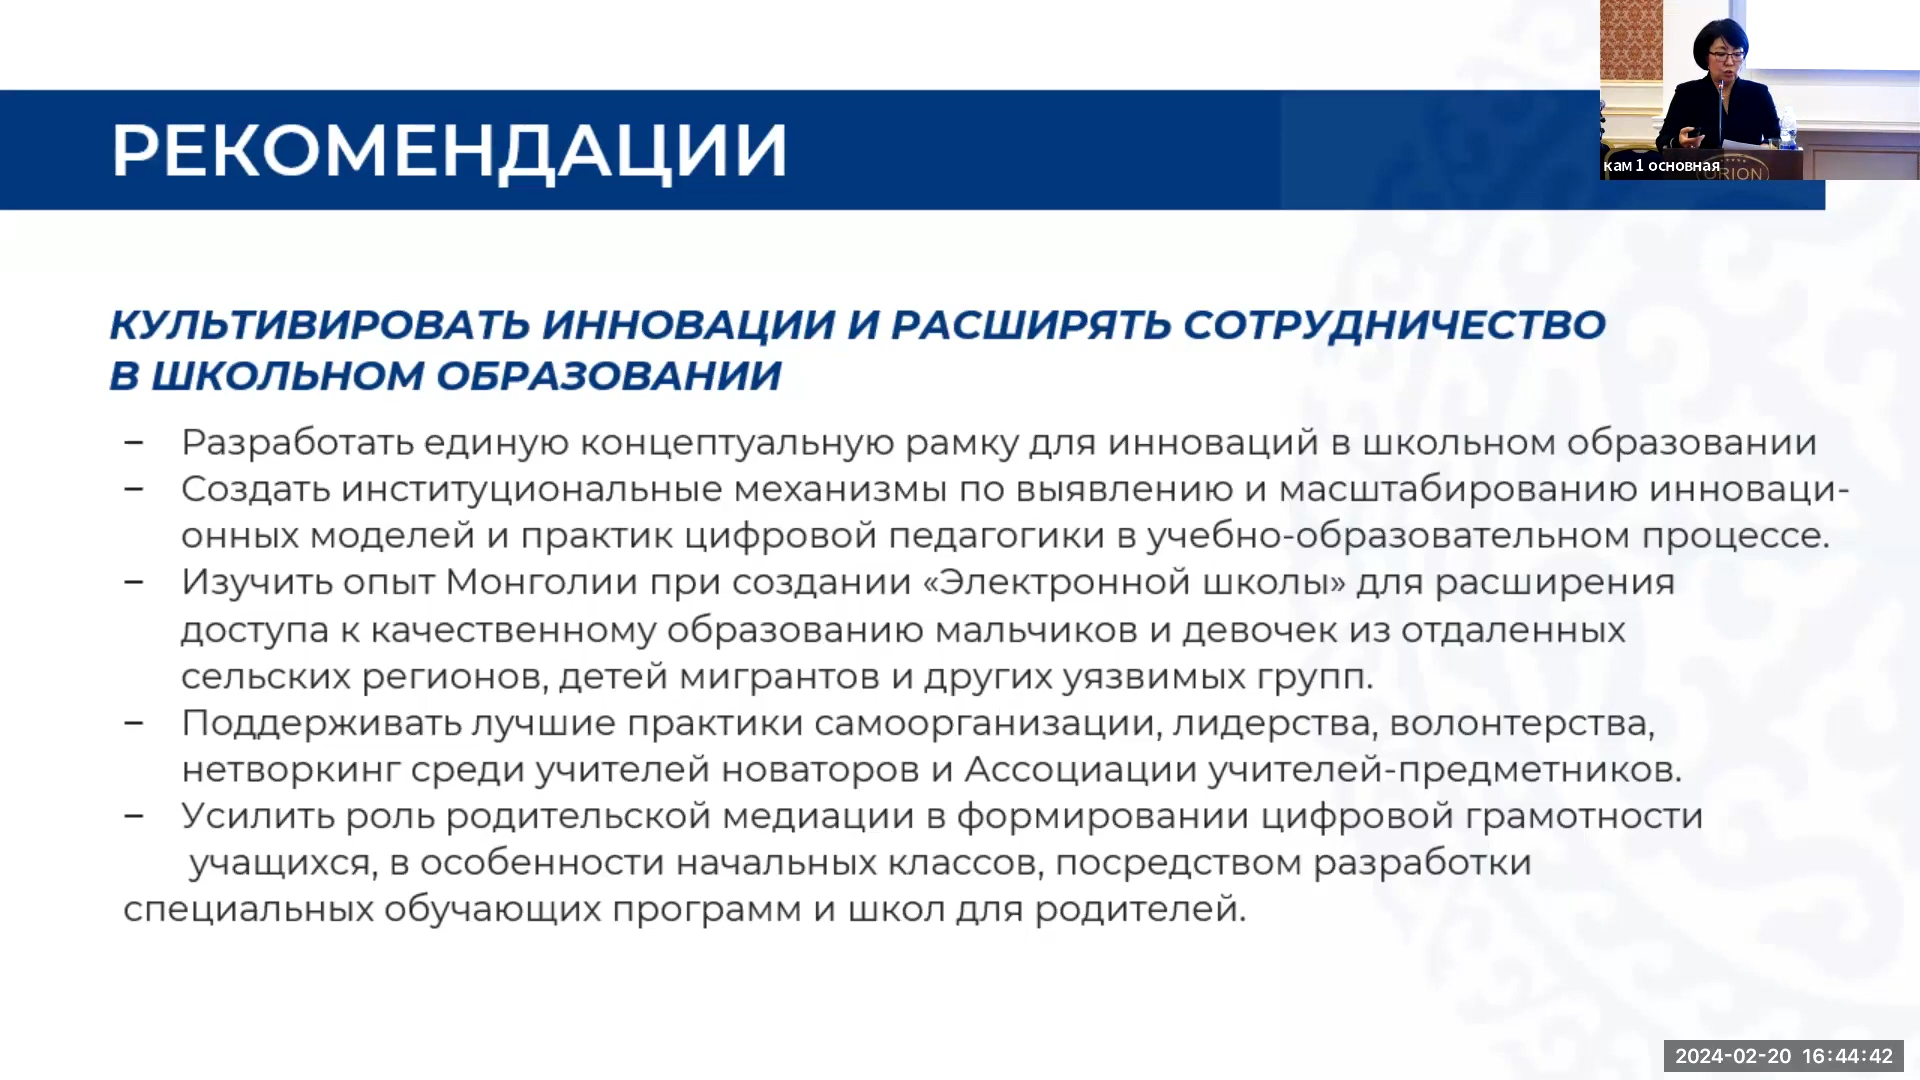 РЕКОМЕНДАЦИИ
кам 1 основная
ORION
КУЛЬТИВИРОВАТЬ ИННОВАЦИИ И РАСШИРЯТЬ СОТРУДНИЧЕСТВО
В ШКОЛЬНОМ ОБРАЗОВАНИИ
– Разработать единую концептуальную рамку для инноваций в школьном образовании
– Создать институциональные механизмы по выявлению и масштабированию инноваци-
онных моделей и практик цифровой педагогики в учебно-образовательном процессе.
– Изучить опыт Монголии при создании «Электронной школы» для расширения
доступа к качественному образованию мальчиков и девочек из отдаленных
сельских регионов, детей мигрантов и других уязвимых групп.
– Поддерживать лучшие практики самоорганизации, лидерства, волонтерства,
нетворкинг среди учителей новаторов и Ассоциации учителей-предметников.
– Усилить роль родительской медиации в формировании цифровой грамотности
учащихся, в особенности начальных классов, посредством разработки
специальных обучающих программ и школ для родителей.
2024-02-20 16:44:42